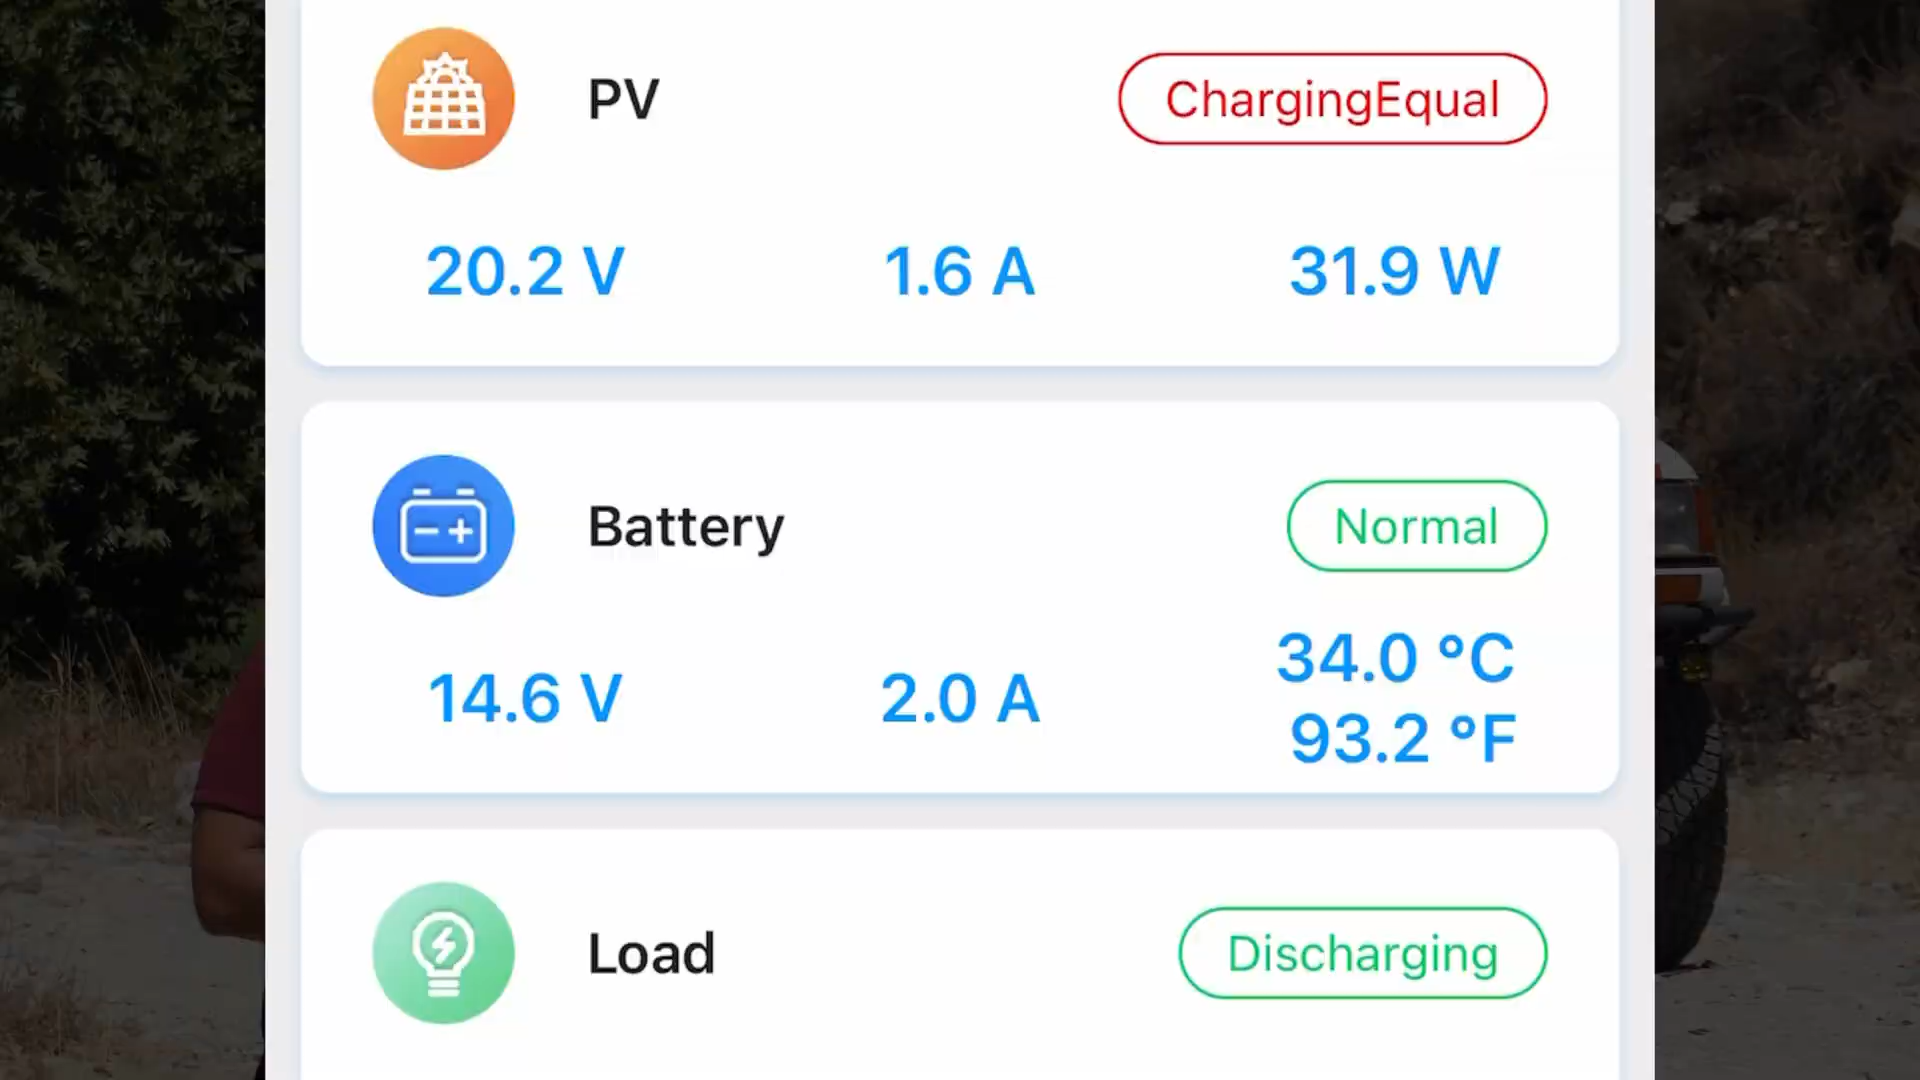 PV
ChargingEqual
20.2 V 1.6 A 31.9 W
Battery
Normal
14.6 V 2.0 A 34.0 °C
93.2 °F
Load
Discharging